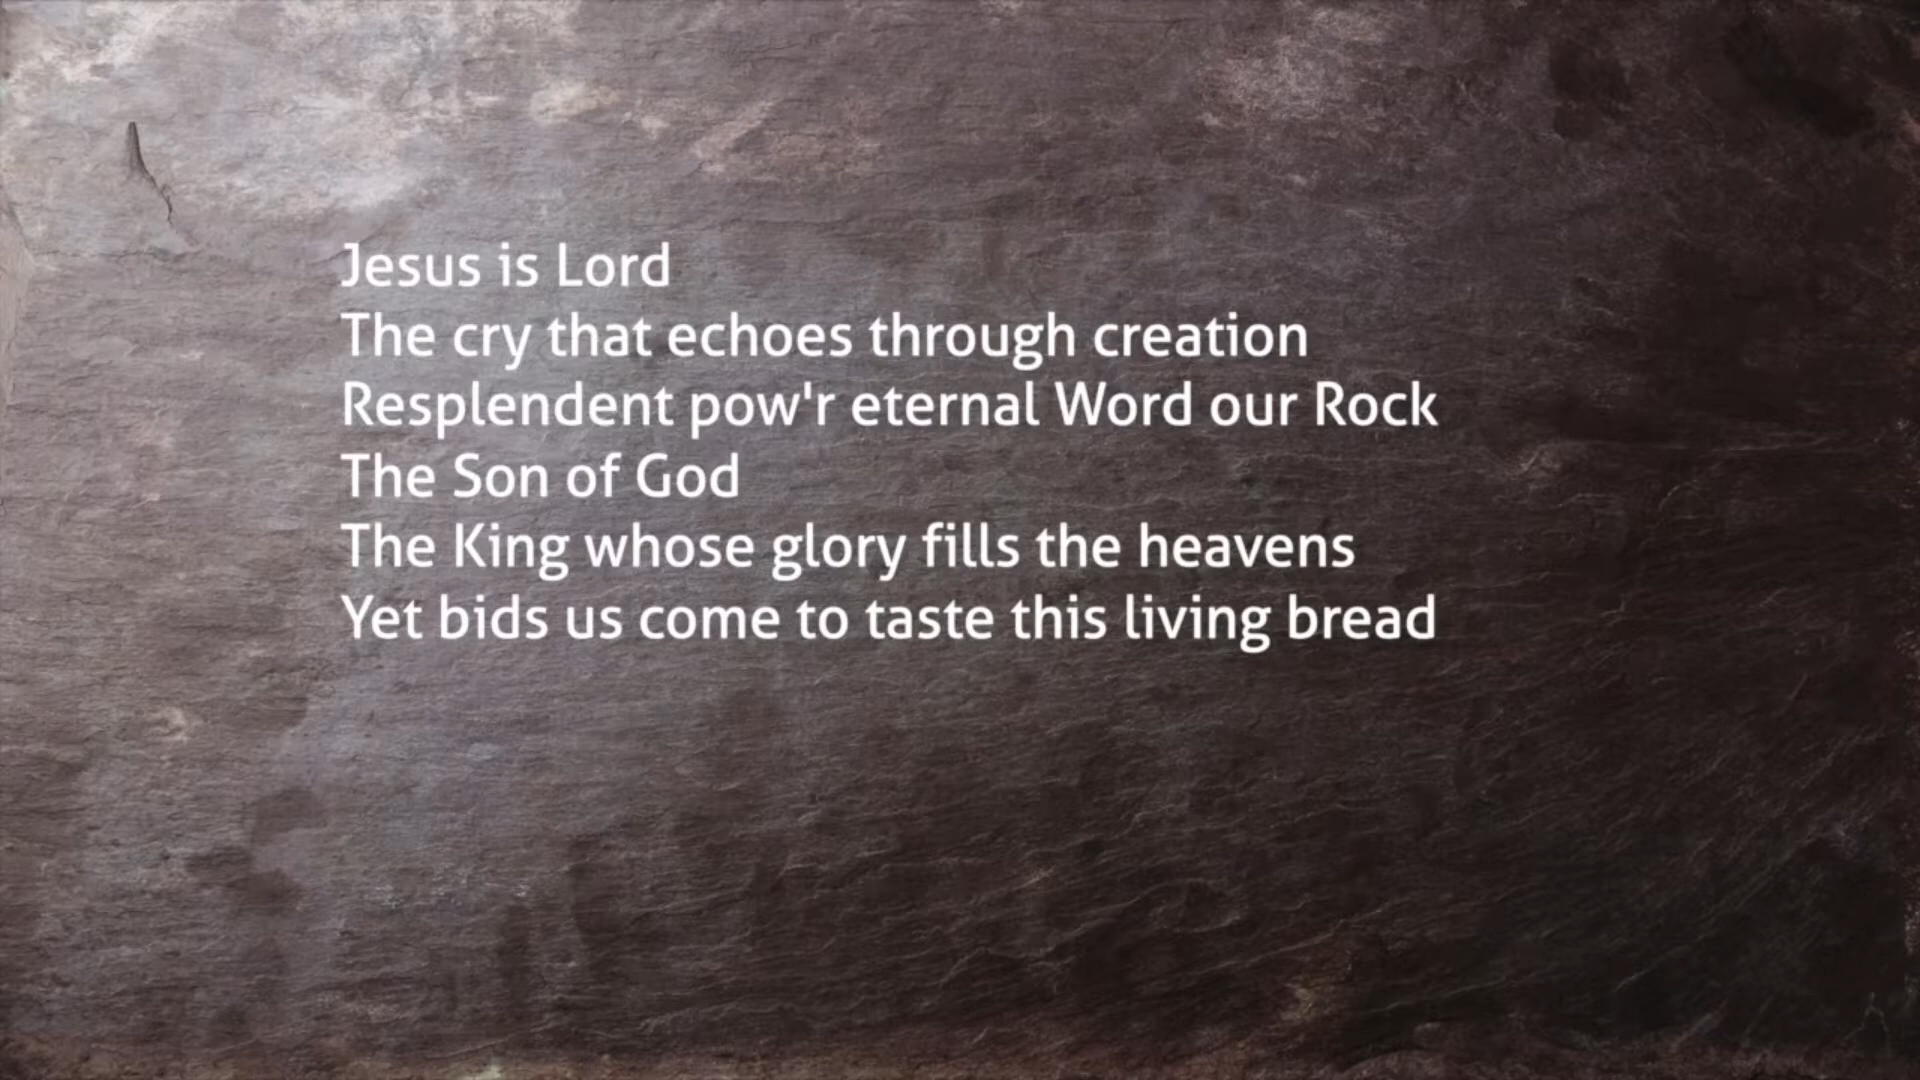 Jesus is Lord
The cry that echoes through creation
Resplendent pow'r eternal Word our Rock
The Son of God
The King whose glory fills the heavens
Yet bids us come to taste this living bread